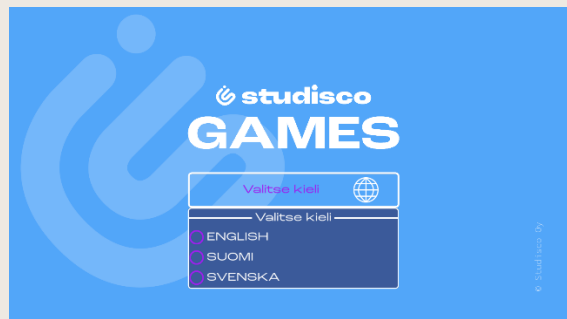 studisco
GAMES
Valitse kieli
Valitse kieli
ENGLISH
SUOMI
SVENSKA
© Studisco Oy